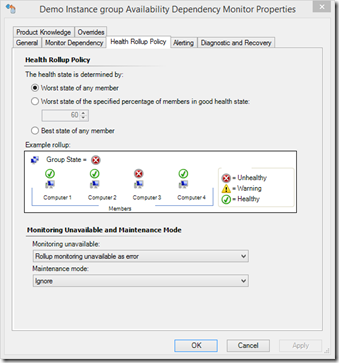 Demo Instance group Availability Dependency Monitor Properties
Product Knowledge Overrides
General Monitor Dependency Health Rollup Policy Alerting Diagnostic and Recovery
Health Rollup Policy
The health state is determined by:
Worst state of any member
Worst state of the specified percentage of members in good health state:
60
Best state of any member
Example rollup:
Group State =
= Unhealthy
= Warning
= Healthy
Computer 1 Computer 2 Computer 3 Computer 4
Members
Monitoring Unavailable and Maintenance Mode
Monitoring unavailable:
Rollup monitoring unavailable as error
Maintenance mode:
Ignore
OK Cancel Apply